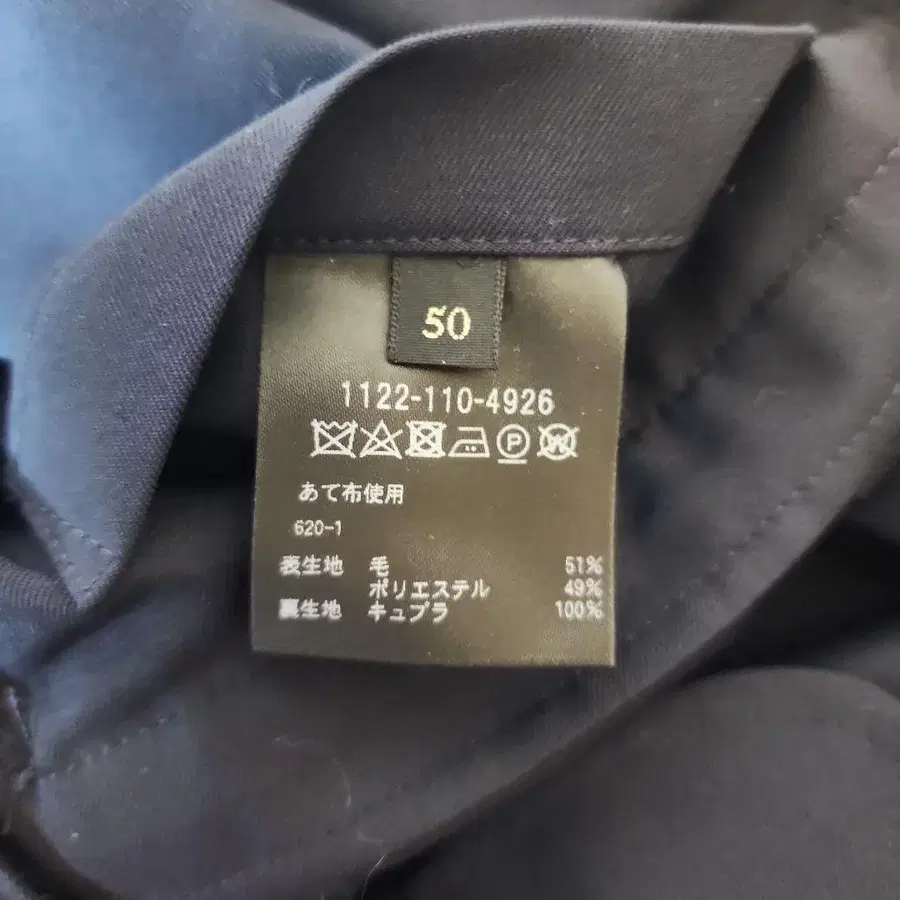 50
1122-110-4926
P W
あて布使用
620-1
表生地 毛 51%
ポリエステル 49%
裏生地 キュプラ 100%